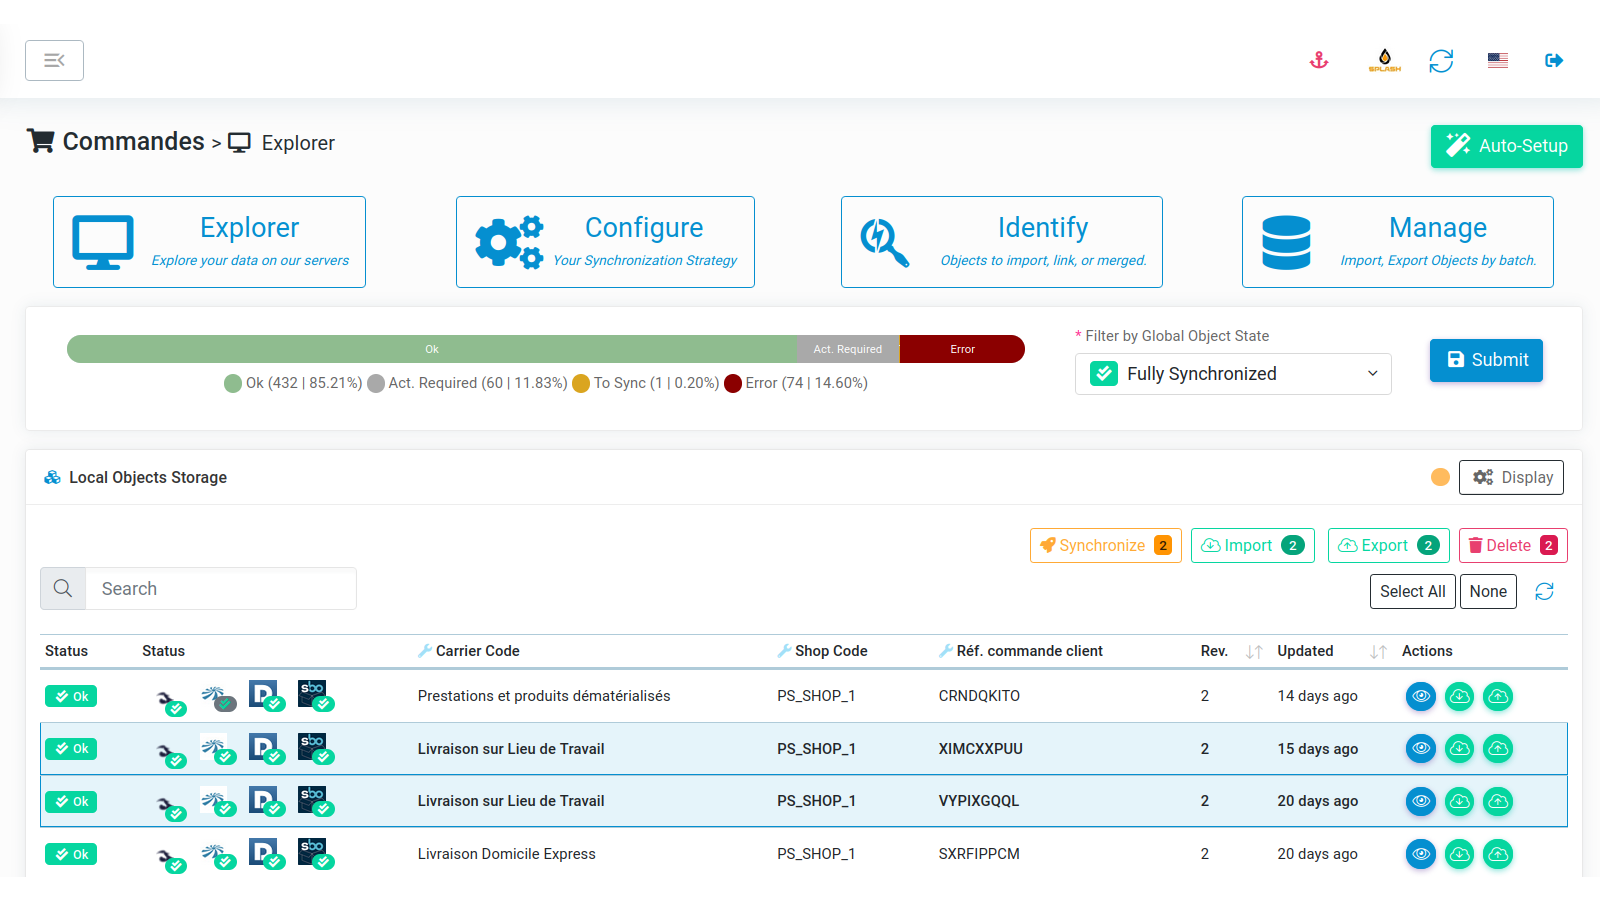 SPLASH
Commandes > Explorer
Auto-Setup
Explorer
Explore your data on our servers
Configure
Your Synchronization Strategy
Identify
Objects to import, link, or merged.
Manage
Import, Export Objects by batch.
Ok Act. Required Error
Ok (432 | 85.21%) Act. Required (60 | 11.83%) To Sync (1 | 0.20%) Error (74 | 14.60%)
* Filter by Global Object State
Fully Synchronized
Submit
Local Objects Storage
Display
Synchronize 2 Import 2 Export 2 Delete 2
Search
Select All None
Status Status Carrier Code Shop Code Réf. commande client Rev. Updated Actions
Ok D sbo Prestations et produits dématérialisés PS_SHOP_1 CRNDQKITO 2 14 days ago
Ok D sbo Livraison sur Lieu de Travail PS_SHOP_1 XIMCXXPUU 2 15 days ago
Ok D sbo Livraison sur Lieu de Travail PS_SHOP_1 VYPIXGQQL 2 20 days ago
Ok D sbo Livraison Domicile Express PS_SHOP_1 SXRFIPPCM 2 20 days ago